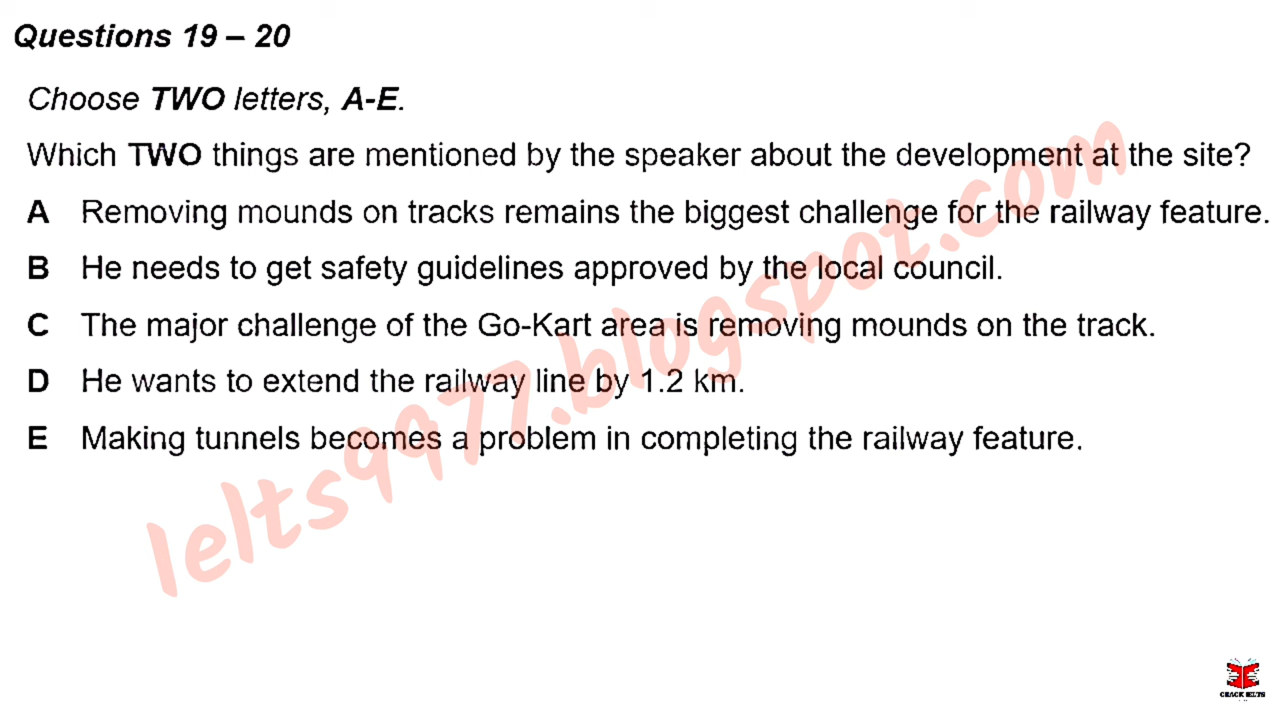 Questions 19 – 20
Choose TWO letters, A-E.
Which TWO things are mentioned by the speaker about the development at the site?
A Removing mounds on tracks remains the biggest challenge for the railway feature.
B He needs to get safety guidelines approved by the local council.
C The major challenge of the Go-Kart area is removing mounds on the track.
D He wants to extend the railway line by 1.2 km.
E Making tunnels becomes a problem in completing the railway feature.
Ielts9977.blogspot.com
CRACK IELTS